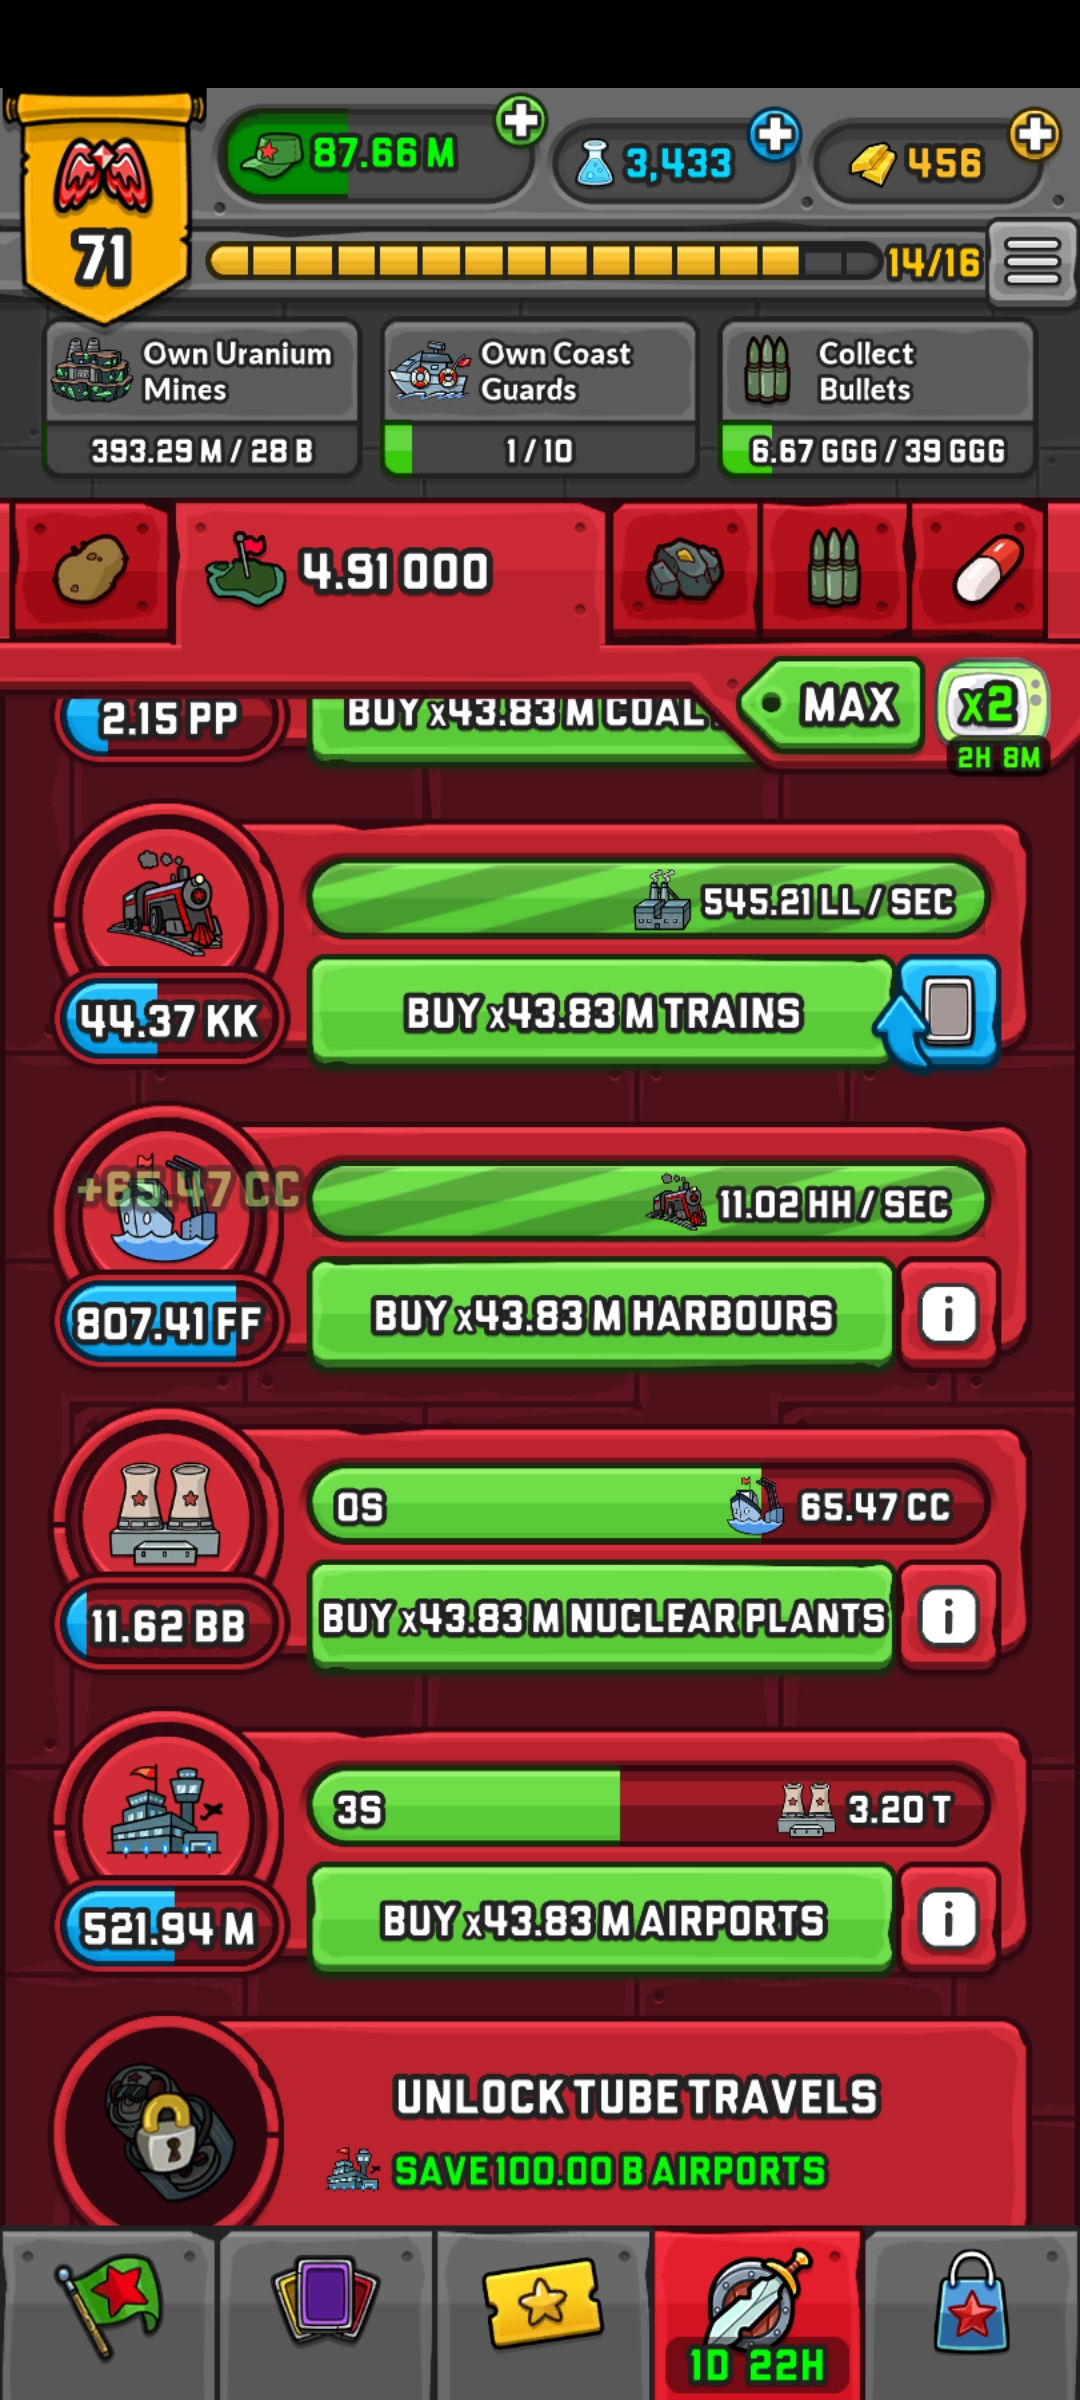 87.66 M
3,433
456
71
14/16
Own Uranium Mines
Own Coast Guards
Collect Bullets
393.29 M / 28 B
1 / 10
6.67 GGG / 39 GGG
4.91 000
MAX
x2
2H 8M
2.15 PP
BUY x43.83 M COAL
545.21 LL / SEC
44.37 KK
BUY x43.83 M TRAINS
+65.47 CC
11.02 HH / SEC
807.41 FF
BUY x43.83 M HARBOURS
i
0S
65.47 CC
11.62 BB
BUY x43.83 M NUCLEAR PLANTS
i
3S
3.20 T
521.94 M
BUY x43.83 M AIRPORTS
i
UNLOCK TUBE TRAVELS
SAVE 100.00 B AIRPORTS
1D 22H